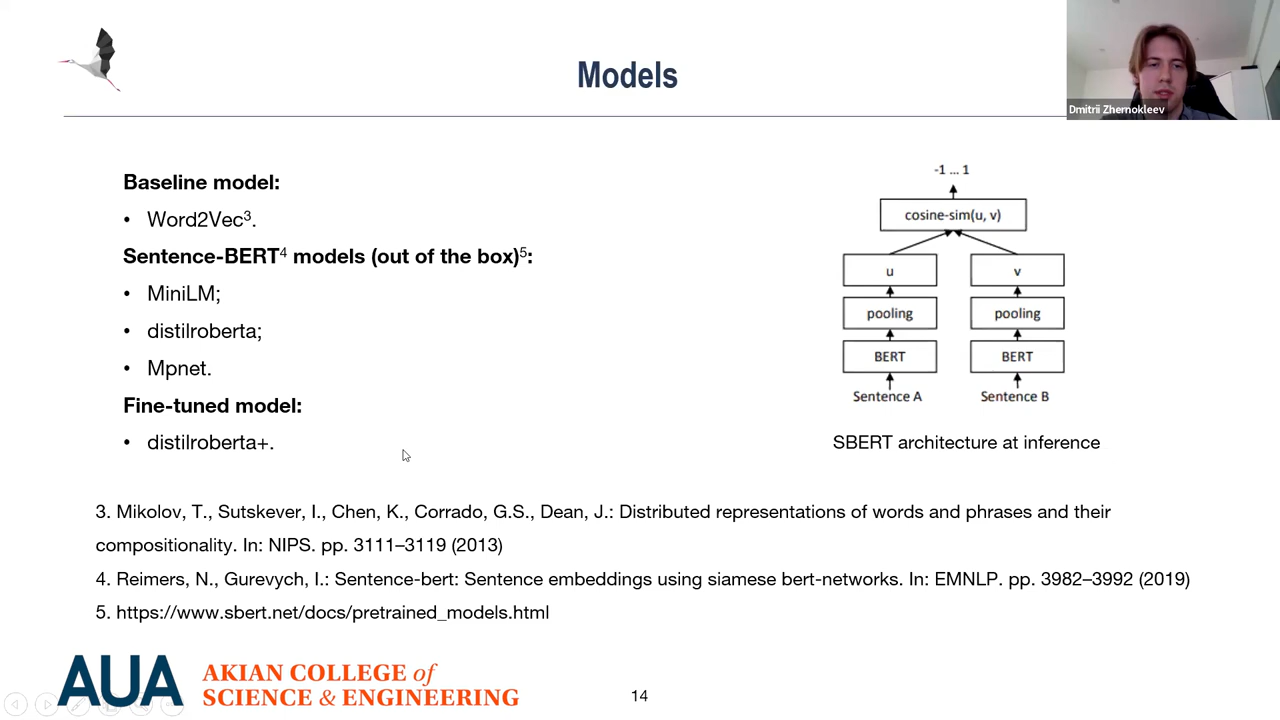 Models
Dmitrii Zhernokleev
Baseline model:
• Word2Vec³.
Sentence-BERT⁴ models (out of the box)⁵:
• MiniLM;
• distilroberta;
• Mpnet.
Fine-tuned model:
• distilroberta+.
-1 ... 1
cosine-sim(u, v)
u v
pooling pooling
BERT BERT
Sentence A Sentence B
SBERT architecture at inference
3. Mikolov, T., Sutskever, I., Chen, K., Corrado, G.S., Dean, J.: Distributed representations of words and phrases and their
compositionality. In: NIPS. pp. 3111–3119 (2013)
4. Reimers, N., Gurevych, I.: Sentence-bert: Sentence embeddings using siamese bert-networks. In: EMNLP. pp. 3982–3992 (2019)
5. https://www.sbert.net/docs/pretrained_models.html
AUA AKIAN COLLEGE of
SCIENCE & ENGINEERING
14